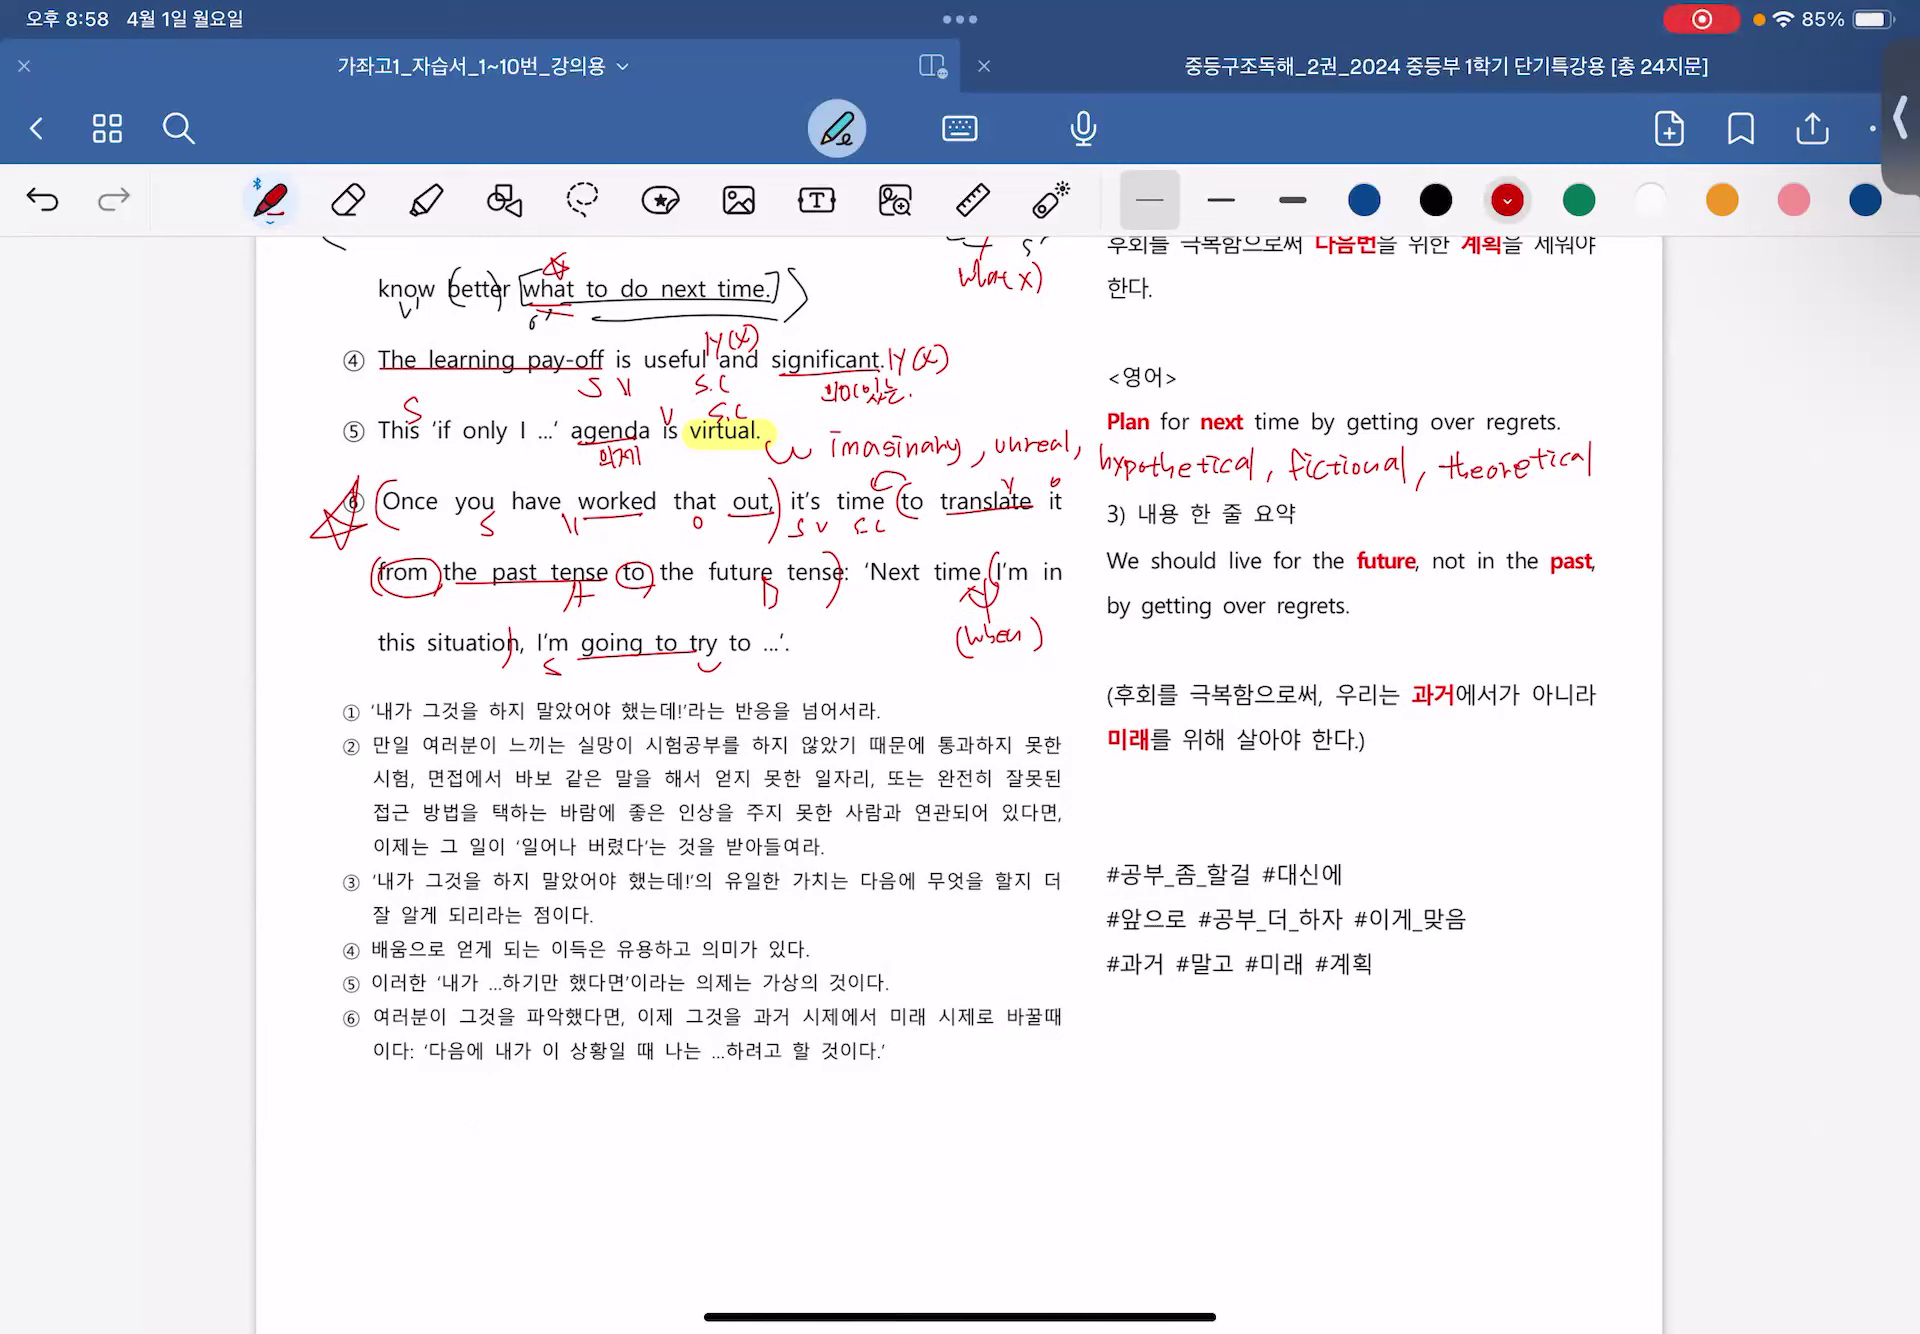 오후 8:58 4월 1일 월요일
85%
가좌고1_자습서_1~10번_강의용
중등구조독해_2권_2024 중등부 1학기 단기특강용 [총 24지문]
know better what to do next time.
V'
o'
④ The learning pay-off is useful and significant.
ly(x)
ly(x)
S V S.C 의미있는.
S V S.C
⑤ This 'if only I ...' agenda is virtual.
의제
imaginary, unreal, hypothetical, fictional, theoretical
⑥ Once you have worked that out, it's time to translate it
S V O S V S.C V O
from the past tense to the future tense: 'Next time I'm in
A B
(when)
this situation, I'm going to try to ...'.
S
① '내가 그것을 하지 말았어야 했는데!'라는 반응을 넘어서라.
② 만일 여러분이 느끼는 실망이 시험공부를 하지 않았기 때문에 통과하지 못한
시험, 면접에서 바보 같은 말을 해서 얻지 못한 일자리, 또는 완전히 잘못된
접근 방법을 택하는 바람에 좋은 인상을 주지 못한 사람과 연관되어 있다면,
이제는 그 일이 '일어나 버렸다'는 것을 받아들여라.
③ '내가 그것을 하지 말았어야 했는데!'의 유일한 가치는 다음에 무엇을 할지 더
잘 알게 되리라는 점이다.
④ 배움으로 얻게 되는 이득은 유용하고 의미가 있다.
⑤ 이러한 '내가 ...하기만 했다면'이라는 의제는 가상의 것이다.
⑥ 여러분이 그것을 파악했다면, 이제 그것을 과거 시제에서 미래 시제로 바꿀때
이다: '다음에 내가 이 상황일 때 나는 ...하려고 할 것이다.'
후회를 극복함으로써 다음번을 위한 계획을 세워야
한다.
<영어>
Plan for next time by getting over regrets.
3) 내용 한 줄 요약
We should live for the future, not in the past,
by getting over regrets.
(후회를 극복함으로써, 우리는 과거에서가 아니라
미래를 위해 살아야 한다.)
#공부_좀_할걸 #대신에
#앞으로 #공부_더_하자 #이게_맞음
#과거 #말고 #미래 #계획